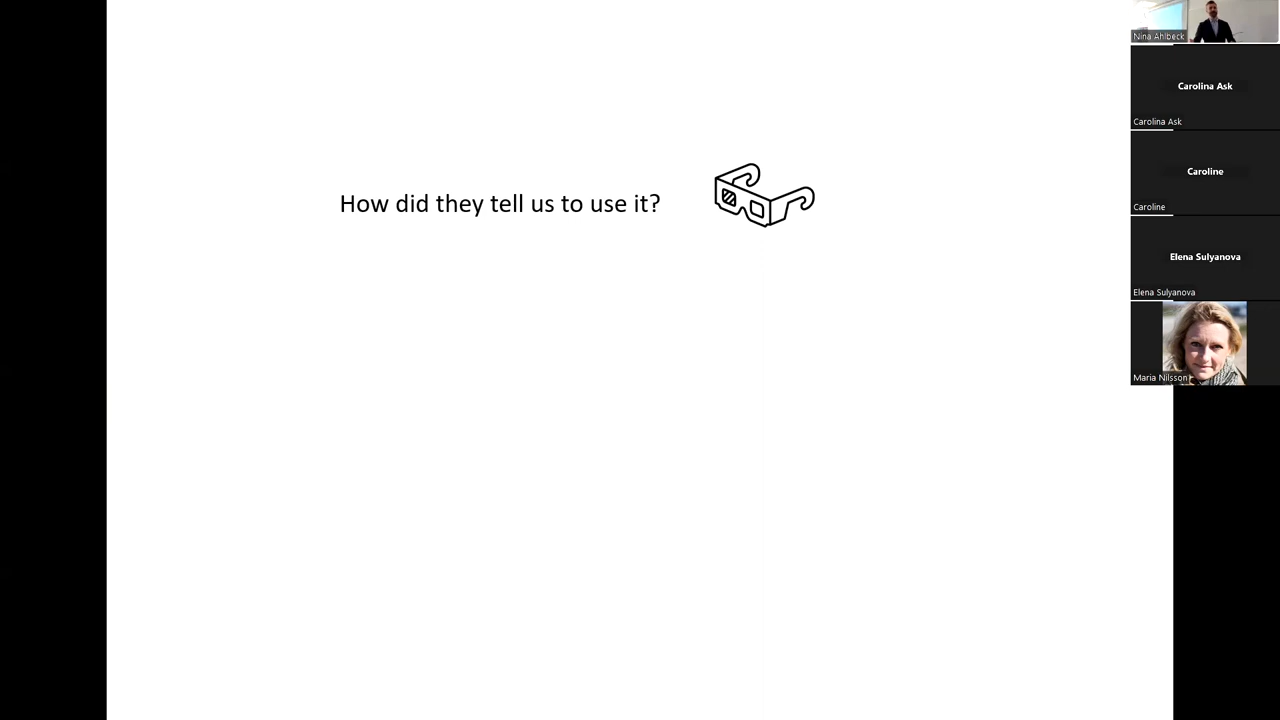 How did they tell us to use it?
Nina Ahlbeck
Carolina Ask
Carolina Ask
Caroline
Caroline
Elena Sulyanova
Elena Sulyanova
Maria Nilsson